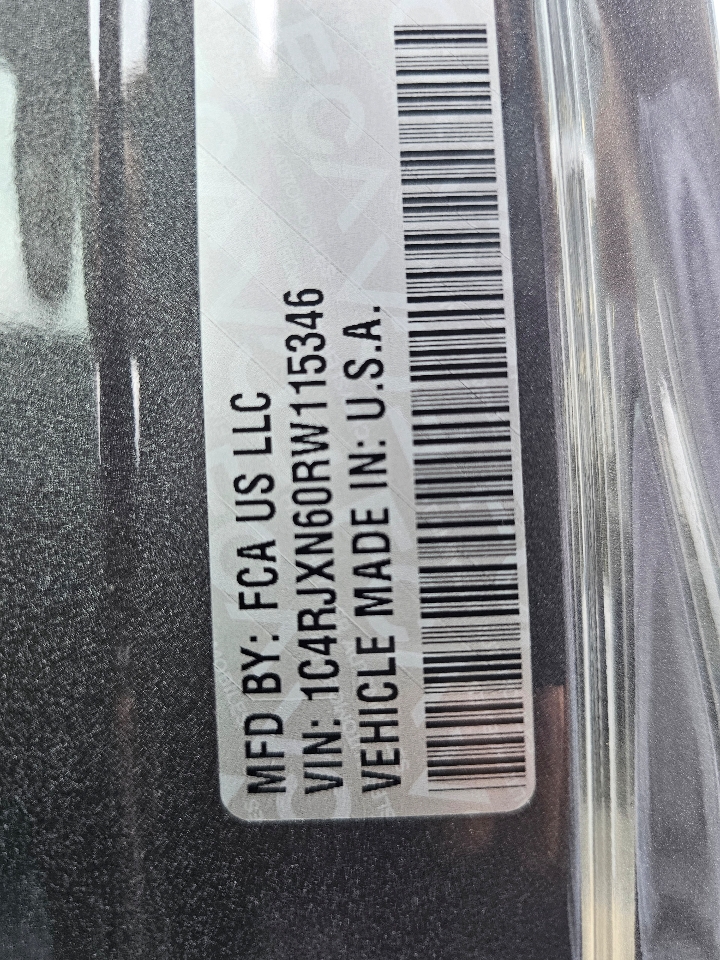 MFD BY: FCA US LLC
VIN: 1C4RJXN60RW115346
VEHICLE MADE IN: U.S.A.